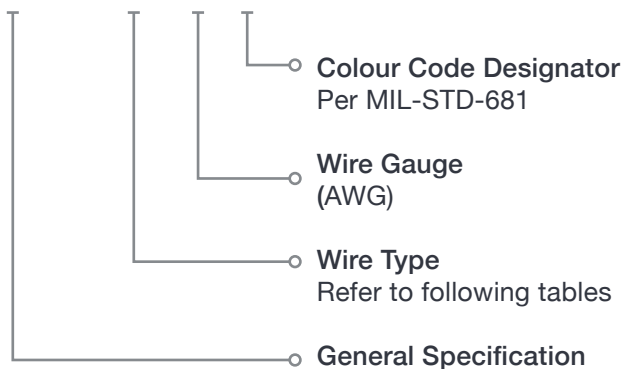 Colour Code Designator
Per MIL-STD-681
Wire Gauge
(AWG)
Wire Type
Refer to following tables
General Specification